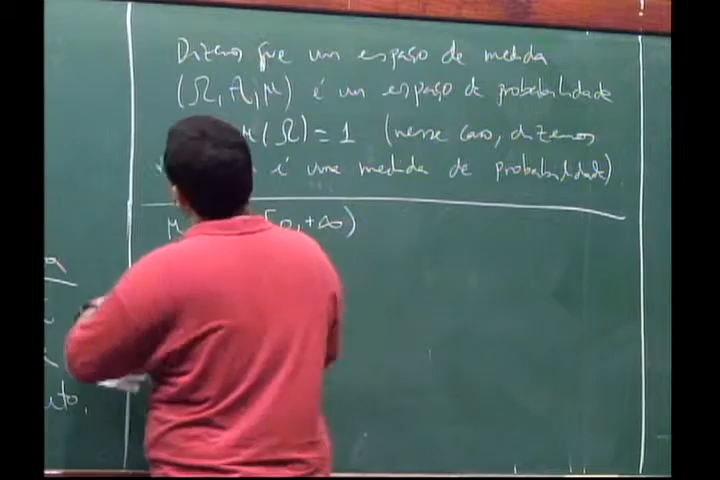 Dizemos que um espaço de medida
(Ω, A, μ) é um espaço de probabilidade
μ(Ω) = 1 (nesse caso, dizemos
é uma medida de probabilidade)
μ [0, +∞)